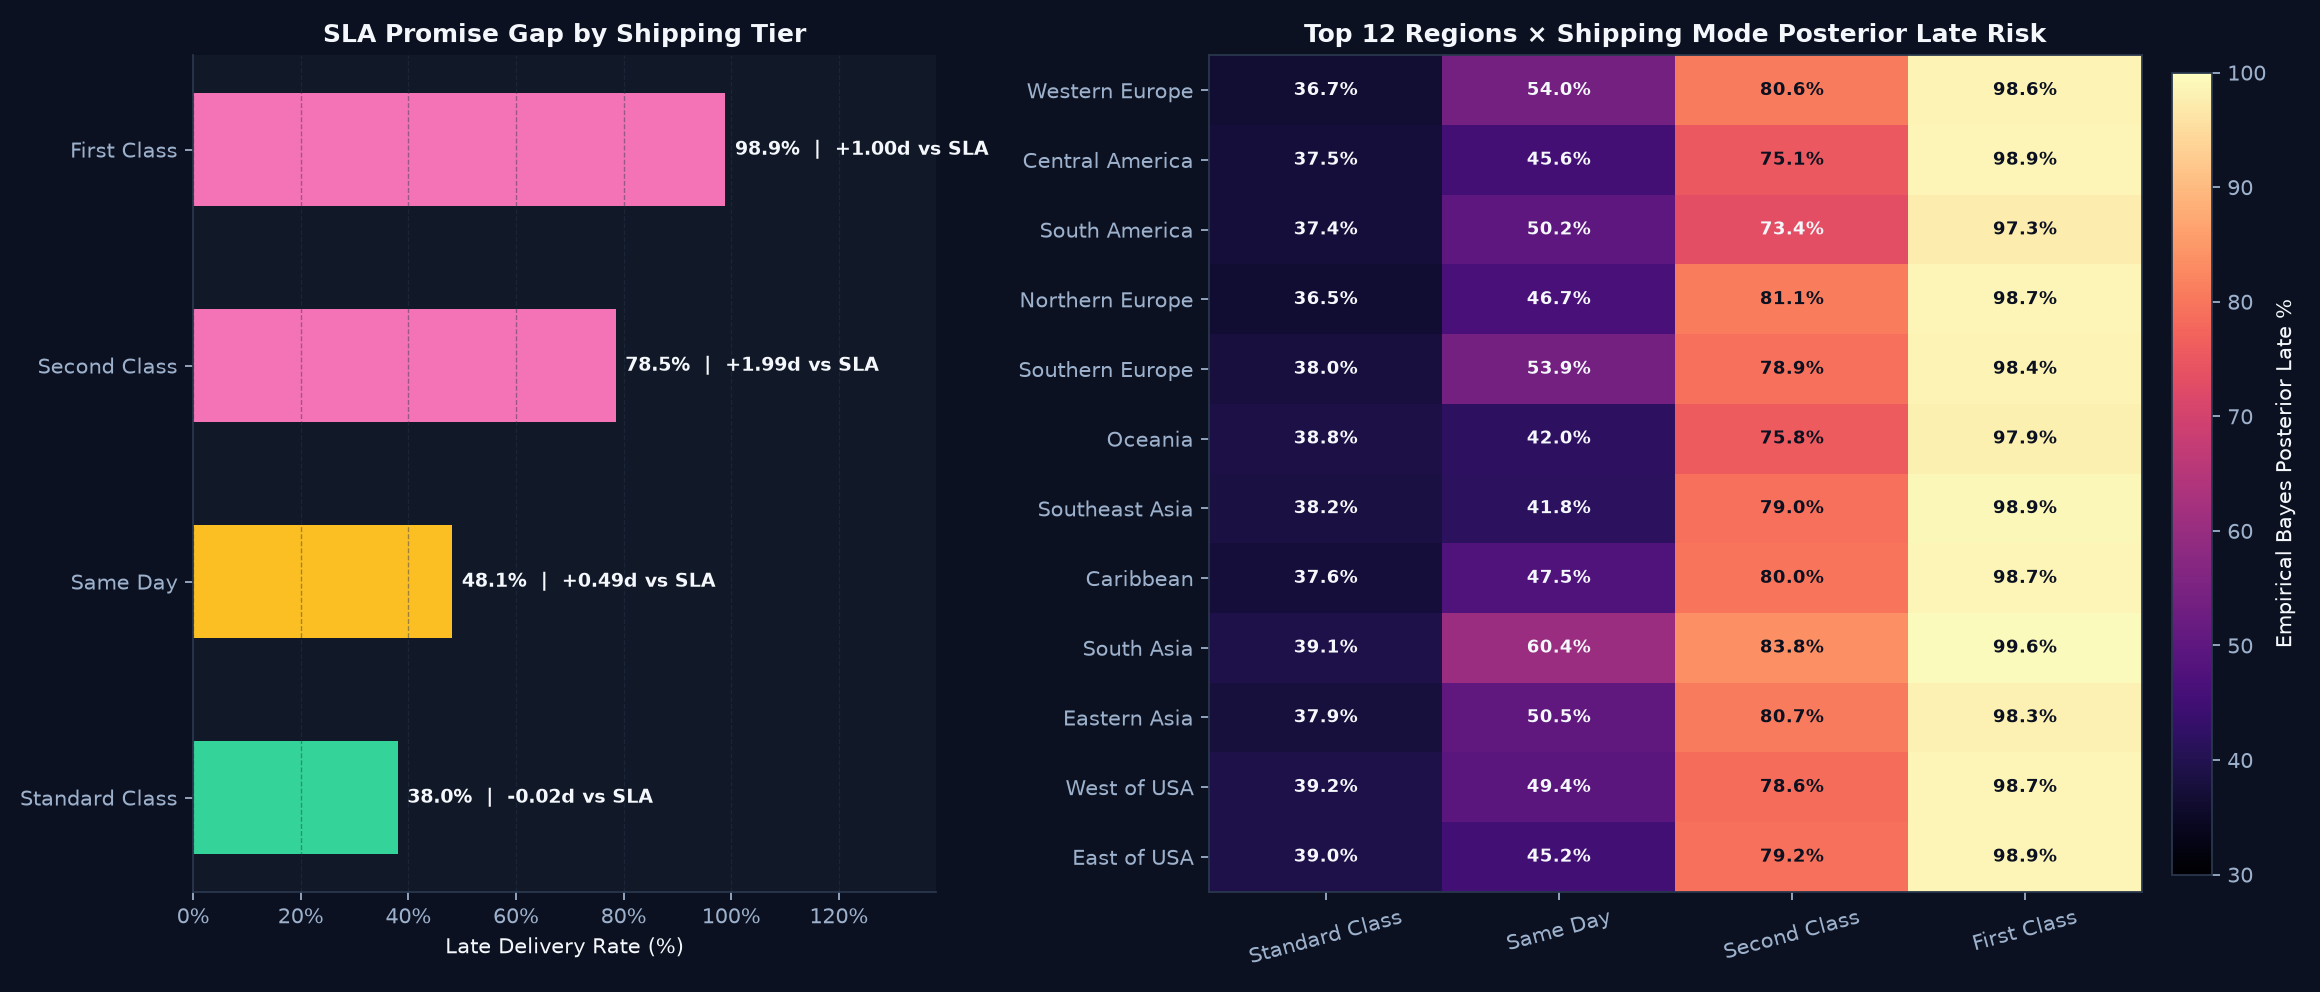 SLA Promise Gap by Shipping Tier
First Class
98.9%  |  +1.00d vs SLA
Second Class
78.5%  |  +1.99d vs SLA
Same Day
48.1%  |  +0.49d vs SLA
Standard Class
38.0%  |  -0.02d vs SLA
0% 20% 40% 60% 80% 100% 120%
Late Delivery Rate (%)
Top 12 Regions × Shipping Mode Posterior Late Risk
Western Europe 36.7% 54.0% 80.6% 98.6%
Central America 37.5% 45.6% 75.1% 98.9%
South America 37.4% 50.2% 73.4% 97.3%
Northern Europe 36.5% 46.7% 81.1% 98.7%
Southern Europe 38.0% 53.9% 78.9% 98.4%
Oceania 38.8% 42.0% 75.8% 97.9%
Southeast Asia 38.2% 41.8% 79.0% 98.9%
Caribbean 37.6% 47.5% 80.0% 98.7%
South Asia 39.1% 60.4% 83.8% 99.6%
Eastern Asia 37.9% 50.5% 80.7% 98.3%
West of USA 39.2% 49.4% 78.6% 98.7%
East of USA 39.0% 45.2% 79.2% 98.9%
Standard Class Same Day Second Class First Class
100
90
80
70
60
50
40
30
Empirical Bayes Posterior Late %